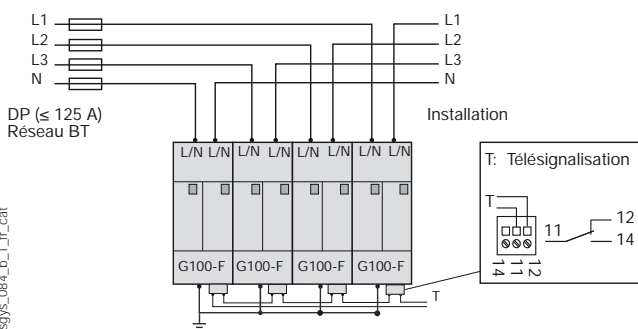 L1
L1
L2
L2
L3
L3
N
N
DP (≤ 125 A)
Réseau BT
Installation
L/N L/N L/N L/N L/N L/N L/N L/N
G100-F G100-F G100-F G100-F
T
T: Télésignalisation
T
11
12
14
14 11 12